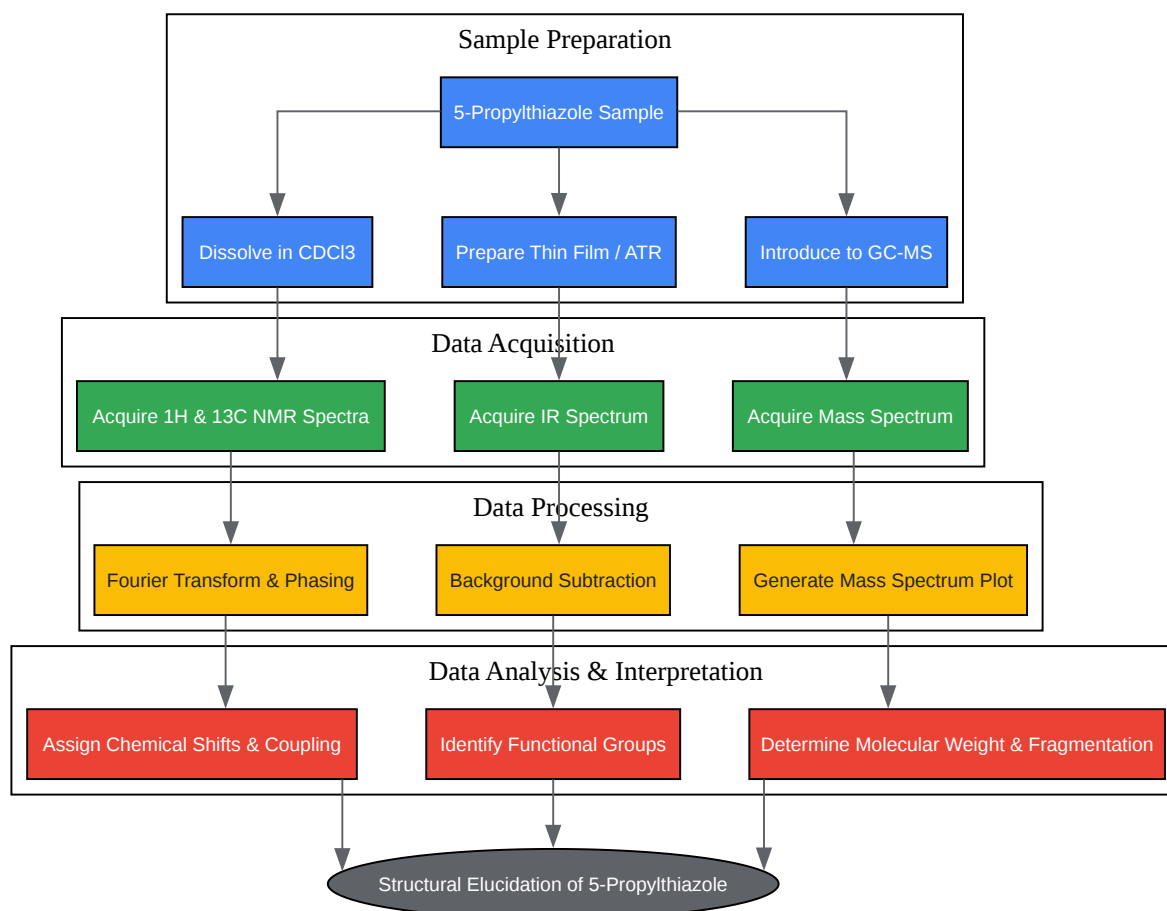 Sample Preparation
5-Propylthiazole Sample
Dissolve in CDCl3
Prepare Thin Film / ATR
Introduce to GC-MS
Data Acquisition
Acquire 1H & 13C NMR Spectra
Acquire IR Spectrum
Acquire Mass Spectrum
Data Processing
Fourier Transform & Phasing
Background Subtraction
Generate Mass Spectrum Plot
Data Analysis & Interpretation
Assign Chemical Shifts & Coupling
Identify Functional Groups
Determine Molecular Weight & Fragmentation
Structural Elucidation of 5-Propylthiazole